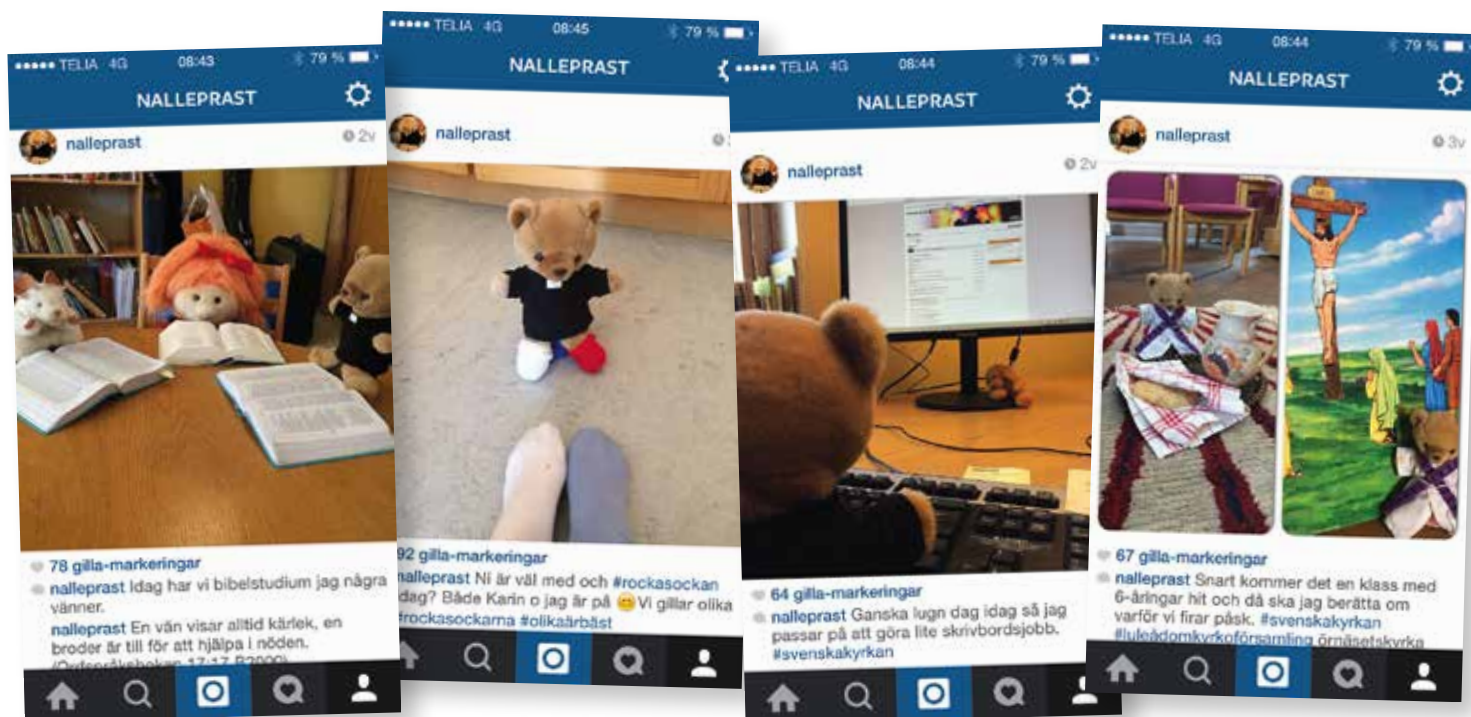 TELIA 4G 08:43 79 %
NALLEPRAST
nalleprast 2v
78 gilla-markeringar
nalleprast Idag har vi bibelstudium jag några
vänner.
nalleprast En vän visar alltid kärlek, en
broder är till för att hjälpa i nöden.
(Ordspråksboken 17:17 B2000)
TELIA 4G 08:45 79 %
NALLEPRAST
nalleprast
92 gilla-markeringar
nalleprast Ni är väl med och #rockasockan
idag? Både Karin o jag är på 😊 Vi gillar olika
#rockasockarna #olikaärbäst
TELIA 4G 08:44 79 %
NALLEPRAST
nalleprast 2v
64 gilla-markeringar
nalleprast Ganska lugn dag idag så jag
passar på att göra lite skrivbordsjobb.
#svenskakyrkan
TELIA 4G 08:44 79 %
NALLEPRAST
nalleprast 3v
67 gilla-markeringar
nalleprast Snart kommer det en klass med
6-åringar hit och då ska jag berätta om
varför vi firar påsk. #svenskakyrkan
#luleådomkyrkoförsamling örnäsetskyrka